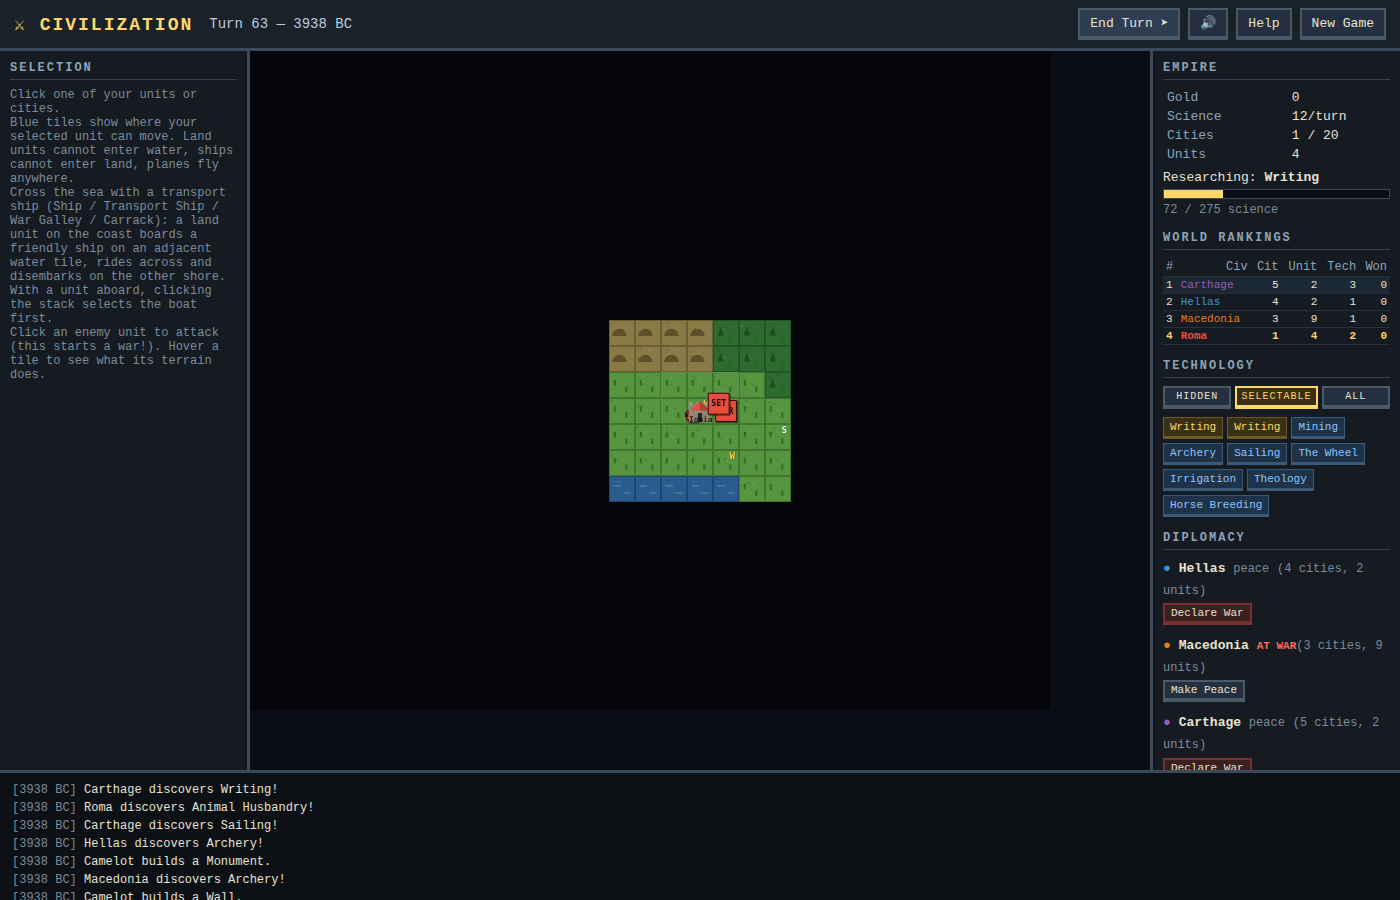 ⚔ CIVILIZATION Turn 63 — 3938 BC End Turn ➤ 🔊 Help New Game
SELECTION
Click one of your units or
cities.
Blue tiles show where your
selected unit can move. Land
units cannot enter water, ships
cannot enter land, planes fly
anywhere.
Cross the sea with a transport
ship (Ship / Transport Ship /
War Galley / Carrack): a land
unit on the coast boards a
friendly ship on an adjacent
water tile, rides across and
disembarks on the other shore.
With a unit aboard, clicking
the stack selects the boat
first.
Click an enemy unit to attack
(this starts a war!). Hover a
tile to see what its terrain
does.
SET
R
S
W
EMPIRE
Gold 0
Science 12/turn
Cities 1 / 20
Units 4
Researching: Writing
72 / 275 science
WORLD RANKINGS
# Civ Cit Unit Tech Won
1 Carthage 5 2 3 0
2 Hellas 4 2 1 0
3 Macedonia 3 9 1 0
4 Roma 1 4 2 0
TECHNOLOGY
HIDDEN SELECTABLE ALL
Writing Writing Mining
Archery Sailing The Wheel
Irrigation Theology
Horse Breeding
DIPLOMACY
● Hellas peace (4 cities, 2
units)
Declare War
● Macedonia AT WAR(3 cities, 9
units)
Make Peace
● Carthage peace (5 cities, 2
units)
Declare War
[3938 BC] Carthage discovers Writing!
[3938 BC] Roma discovers Animal Husbandry!
[3938 BC] Carthage discovers Sailing!
[3938 BC] Hellas discovers Archery!
[3938 BC] Camelot builds a Monument.
[3938 BC] Macedonia discovers Archery!
[3938 BC] Camelot builds a Wall.